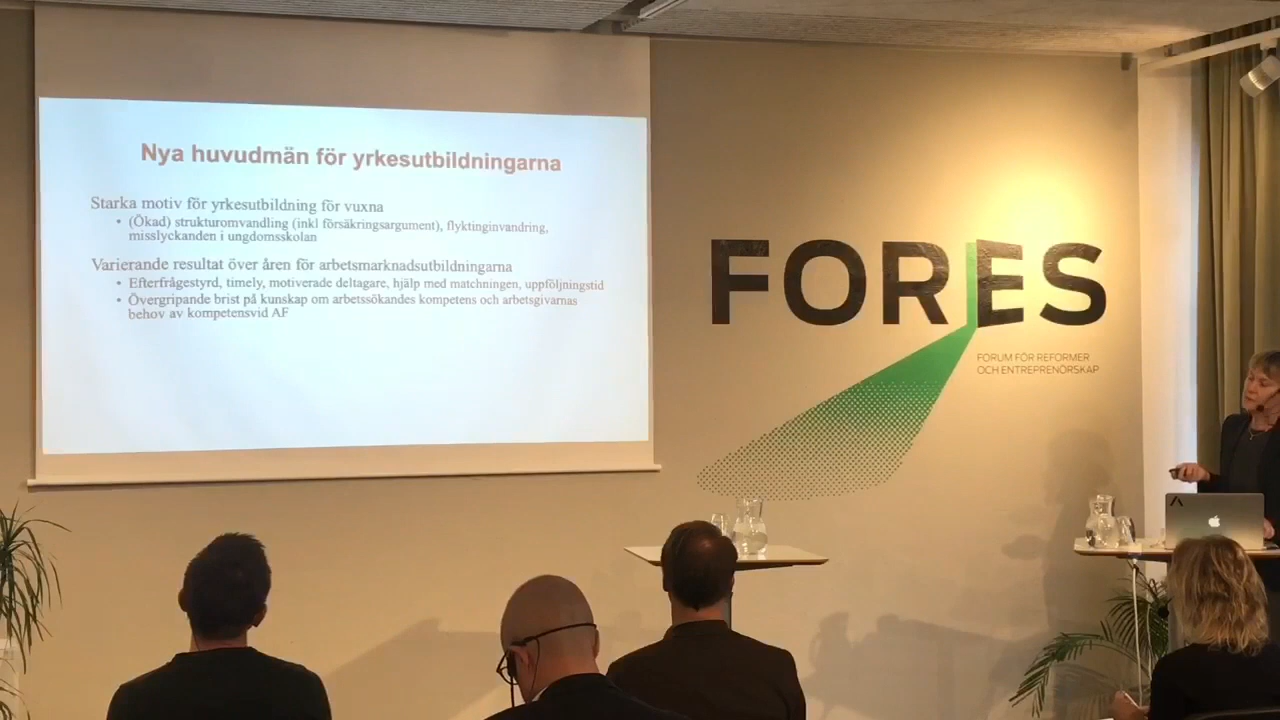 Nya huvudmän för yrkesutbildningarna
Starka motiv för yrkesutbildning för vuxna
• (Ökad) strukturomvandling (inkl försäkringsargument), flyktinginvandring,
misslyckanden i ungdomsskolan
Varierande resultat över åren för arbetsmarknadsutbildningarna
• Efterfrågestyrd, timely, motiverade deltagare, hjälp med matchningen, uppföljningstid
• Övergripande brist på kunskap om arbetssökandes kompetens och arbetsgivarnas
behov av kompetensvid AF
FORES
FORUM FÖR REFORMER
OCH ENTREPRENÖRSKAP